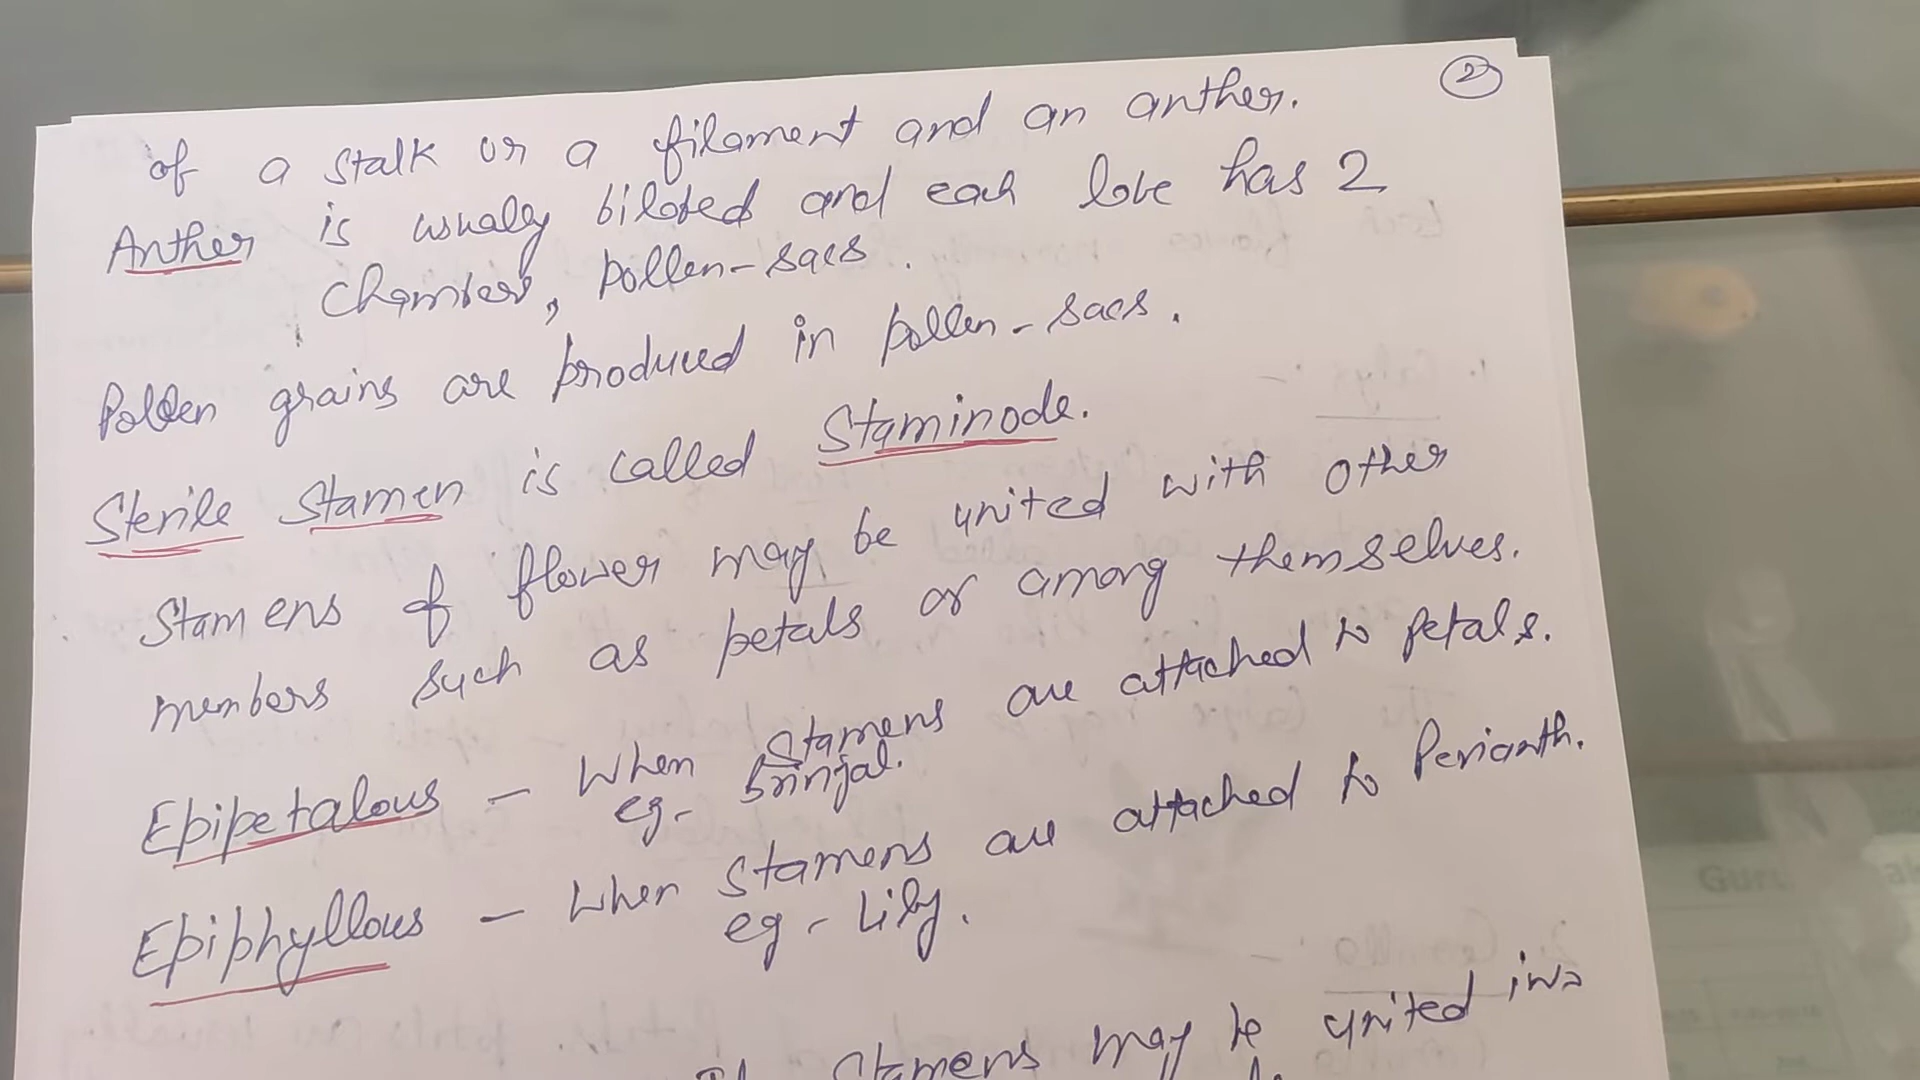 2
of a stalk or a filament and an anther.
Anther is usually bilobed and each lobe has 2
chambers, pollen-sacs.
Pollen grains are produced in pollen-sacs.
Sterile Stamen is called Staminode.
Stamens of flower may be united with other
members such as petals or among themselves.
Epipetalous - When Stamens are attached to petals.
eg- brinjal.
Epiphyllous - When Stamens are attached to Perianth.
eg - Lily.
Stamens may be united into